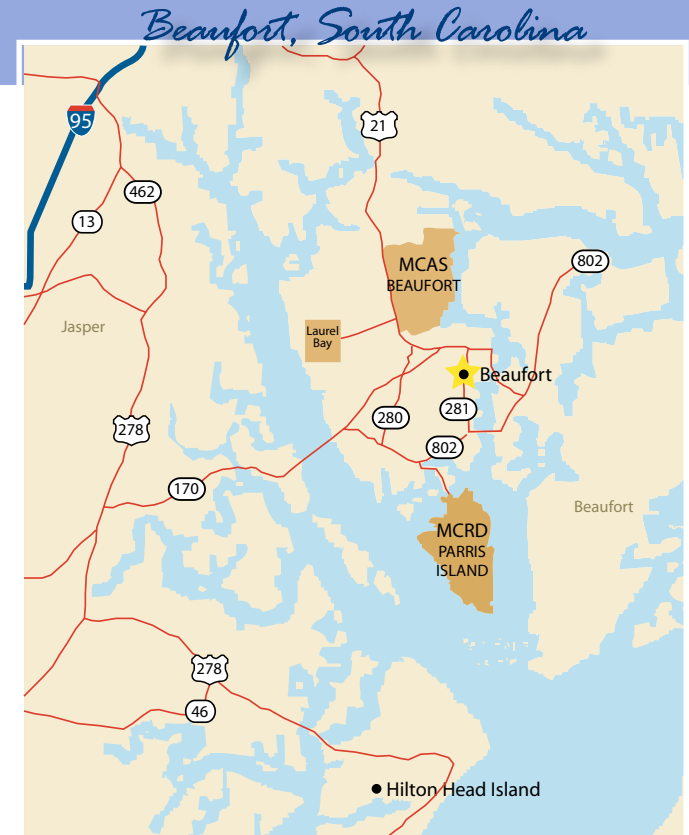 Beaufort, South Carolina
95
21
462
13
802
MCAS
BEAUFORT
Jasper
Laurel
Bay
Beaufort
281
280
278
802
170
Beaufort
MCRD
PARRIS
ISLAND
278
46
Hilton Head Island